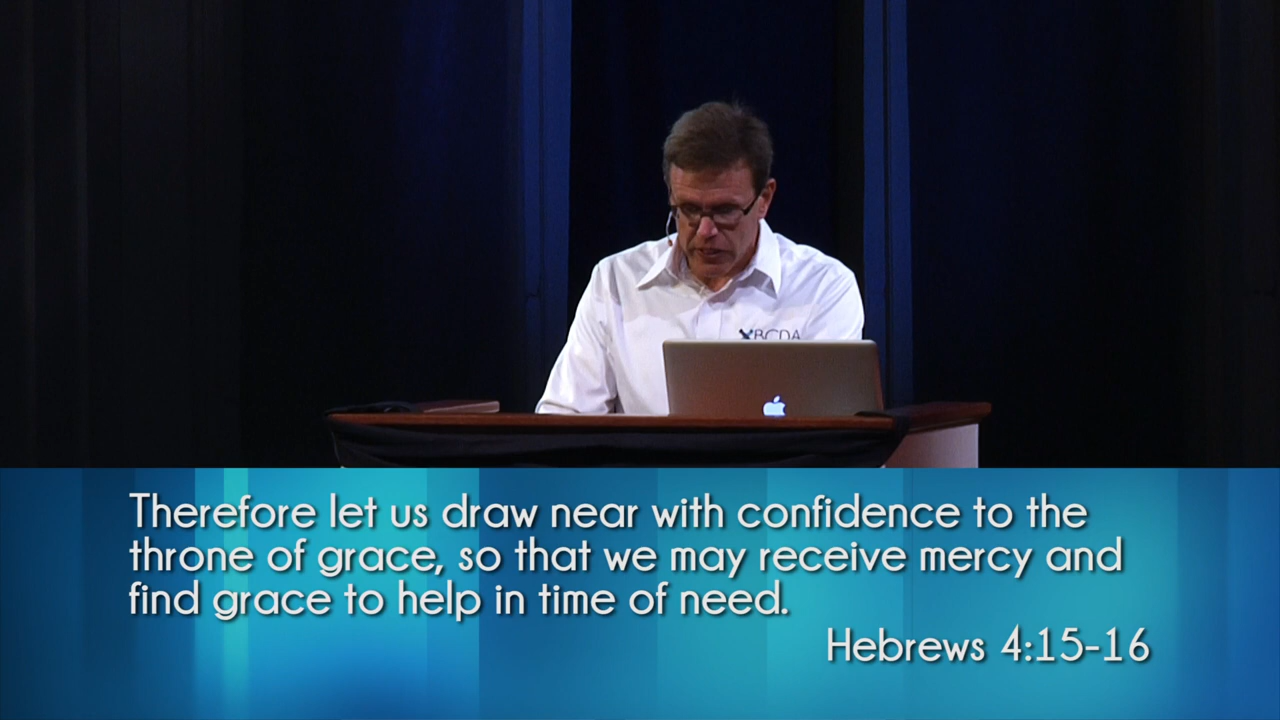 BCDA
Therefore let us draw near with confidence to the
throne of grace, so that we may receive mercy and
find grace to help in time of need.
Hebrews 4:15-16